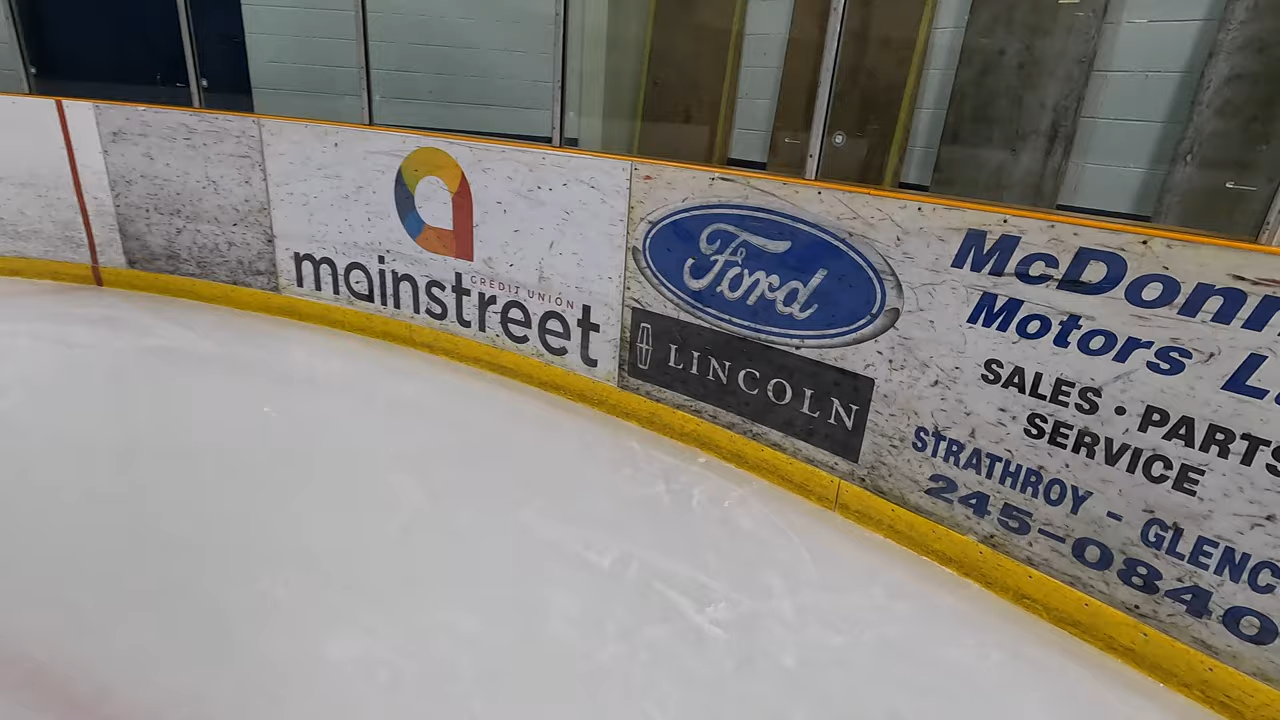 mainstreet
CREDIT UNION
Ford
LINCOLN
McDonn
Motors L
SALES • PARTS
SERVICE
STRATHROY - GLENC
245-0840